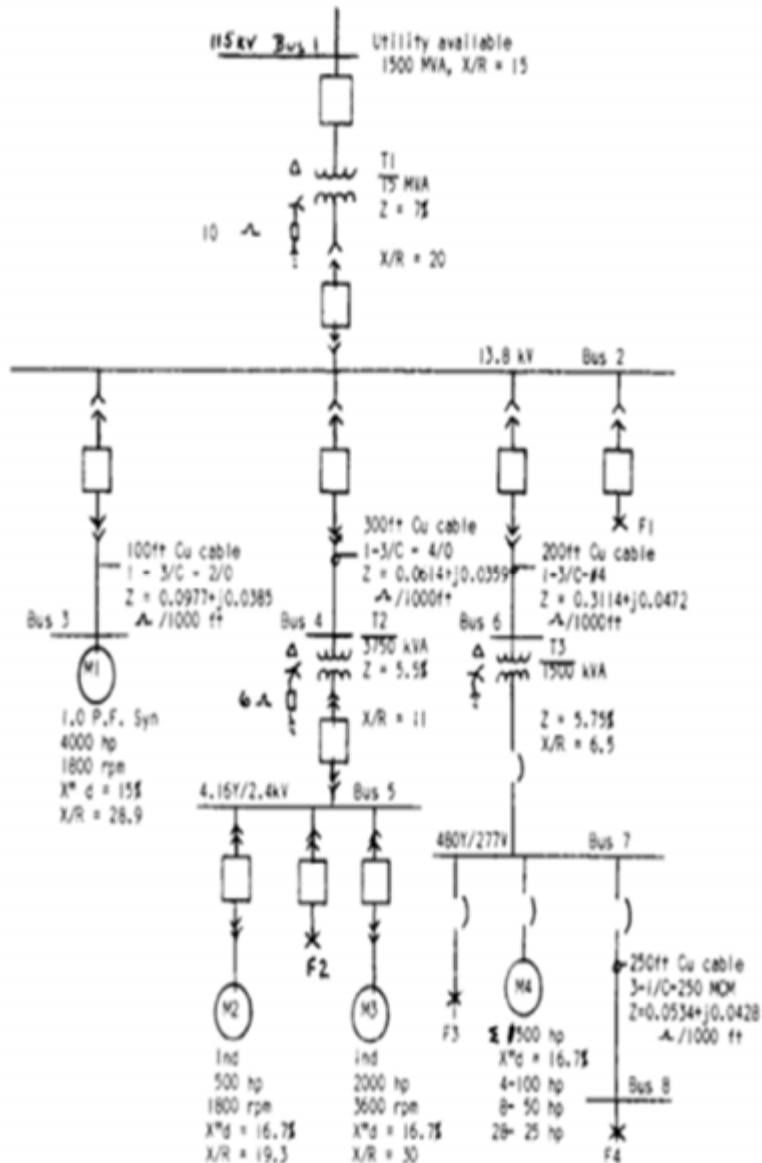 115kv Bus 1
Utility available
1500 MVA, X/R = 15
Δ
T1
15 MVA
Z = 7%
10
X/R = 20
13.8 kV
Bus 2
F1
100ft Cu cable
1 - 3/C - 2/0
Z = 0.0977+j0.0385
/1000 ft
Bus 3
M1
1.0 P.F. Syn
4000 hp
1800 rpm
X" d = 15%
X/R = 28.9
300ft Cu cable
1-3/C - 4/0
Z = 0.0614+j0.0359
/1000ft
Bus 4
T2
3750 kVA
Δ
Z = 5.5%
6
X/R = 11
200ft Cu cable
1-3/C-#4
Z = 0.3114+j0.0472
/1000ft
Bus 6
T3
1500 kVA
Δ
Z = 5.75%
X/R = 6.5
4.16Y/2.4kV
Bus 5
F2
M2
Ind
500 hp
1800 rpm
X"d = 16.7%
X/R = 19.3
M3
Ind
2000 hp
3600 rpm
X"d = 16.7%
X/R = 30
480Y/277V
Bus 7
F3
M4
hp
X"d = 16.7%
4-100 hp
8- 50 hp
28- 25 hp
250ft Cu cable
3-1/C-250 MCM
Z=0.0534+j0.0428
/1000 ft
Bus 8
F4